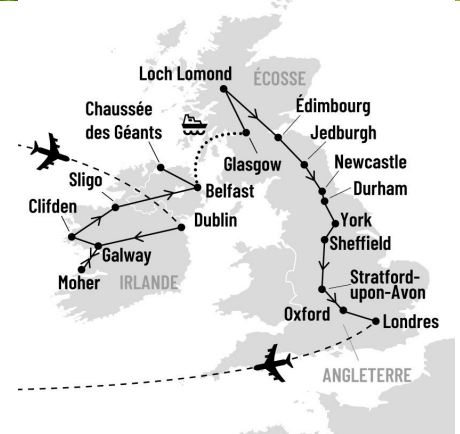 Loch Lomond
ÉCOSSE
Chaussée
des Géants
Édimbourg
Jedburgh
Glasgow
Newcastle
Sligo
Belfast
Durham
Clifden
Dublin
York
Galway
Sheffield
Moher
IRLANDE
Stratford-
upon-Avon
Oxford
Londres
ANGLETERRE